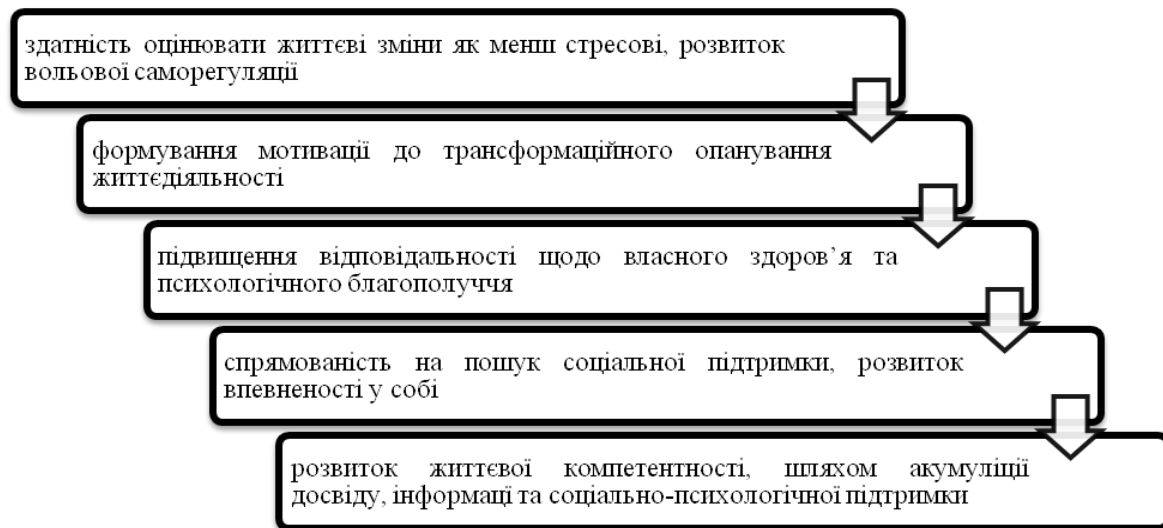 здатність оцінювати життєві зміни як менш стресові, розвиток
вольової саморегуляції
формування мотивації до трансформаційного опанування
життєдіяльності
підвищення відповідальності щодо власного здоров’я та
психологічного благополуччя
спрямованість на пошук соціальної підтримки, розвиток
впевненості у собі
розвиток життєвої компетентності, шляхом акумуліції
досвіду, інформаці та соціально-психологічної підтримки